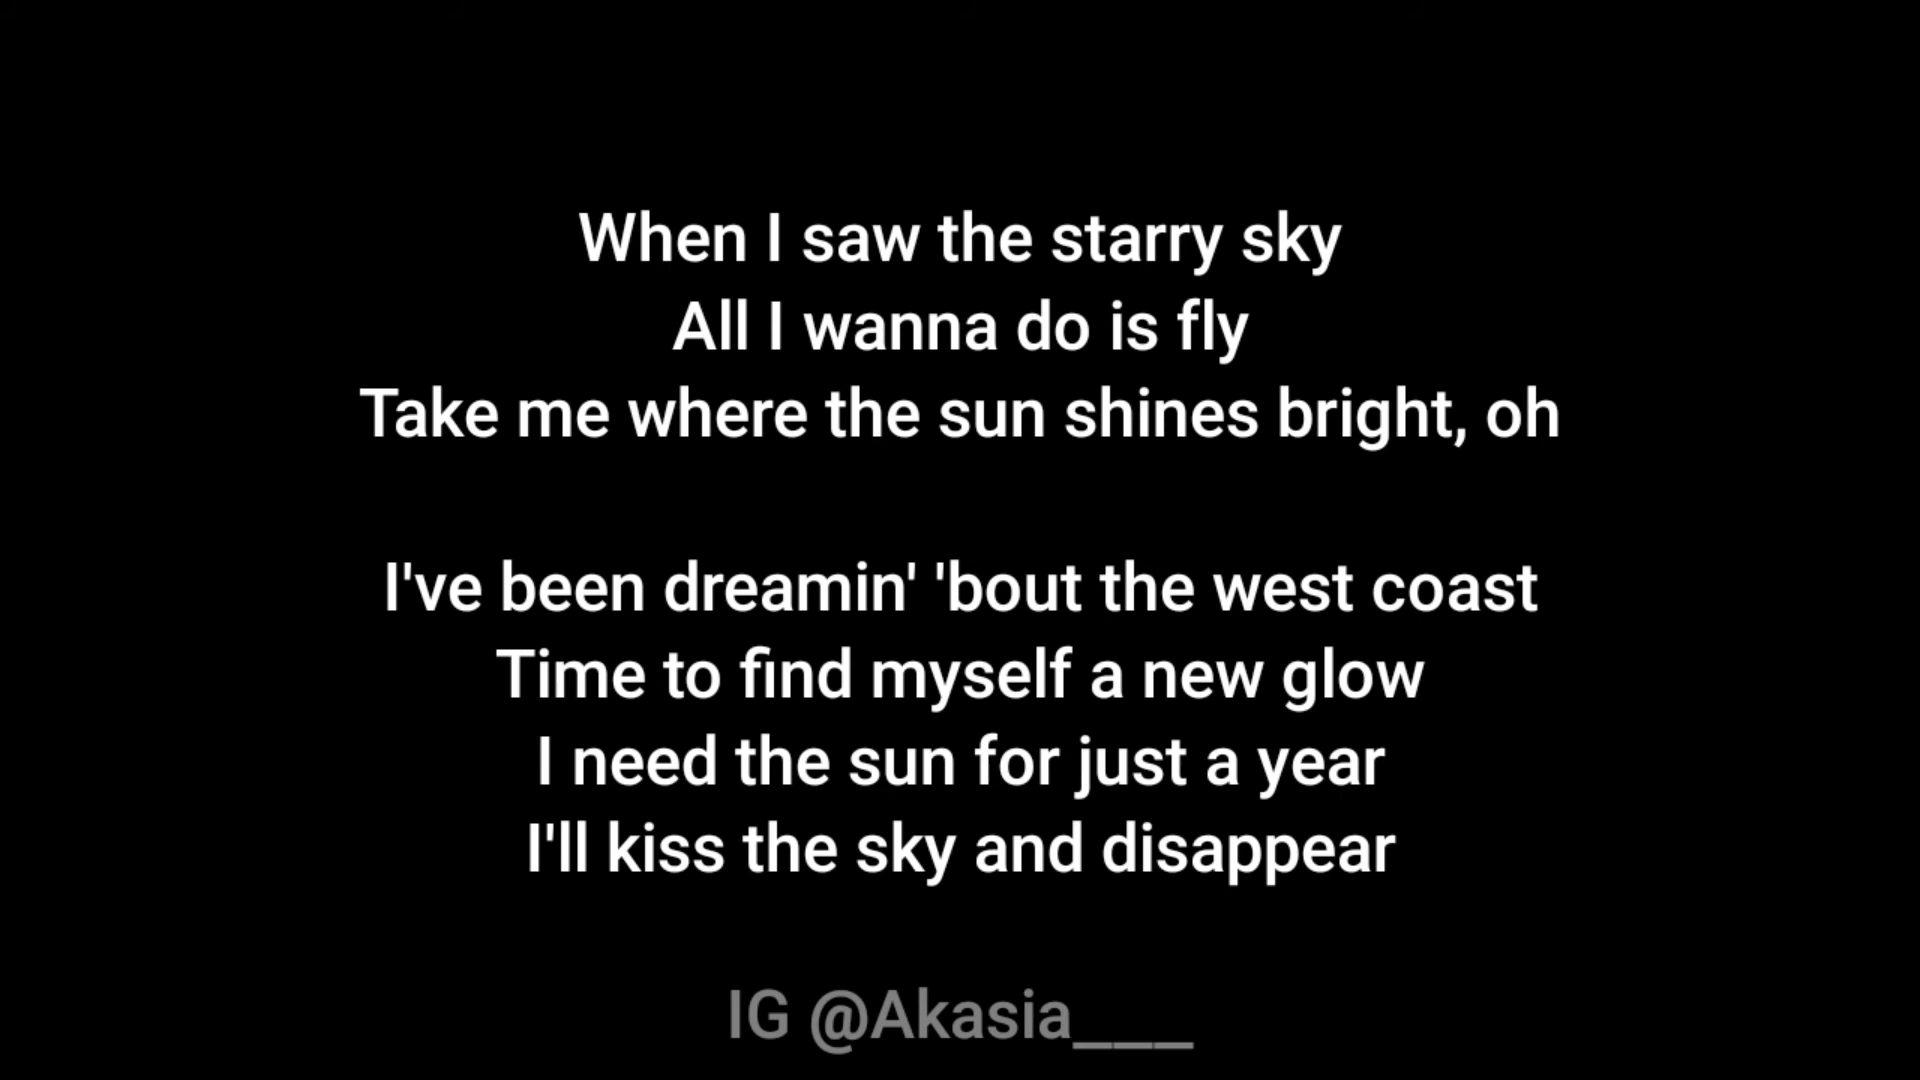 When I saw the starry sky
All I wanna do is fly
Take me where the sun shines bright, oh
I've been dreamin' 'bout the west coast
Time to find myself a new glow
I need the sun for just a year
I'll kiss the sky and disappear
IG @Akasia___